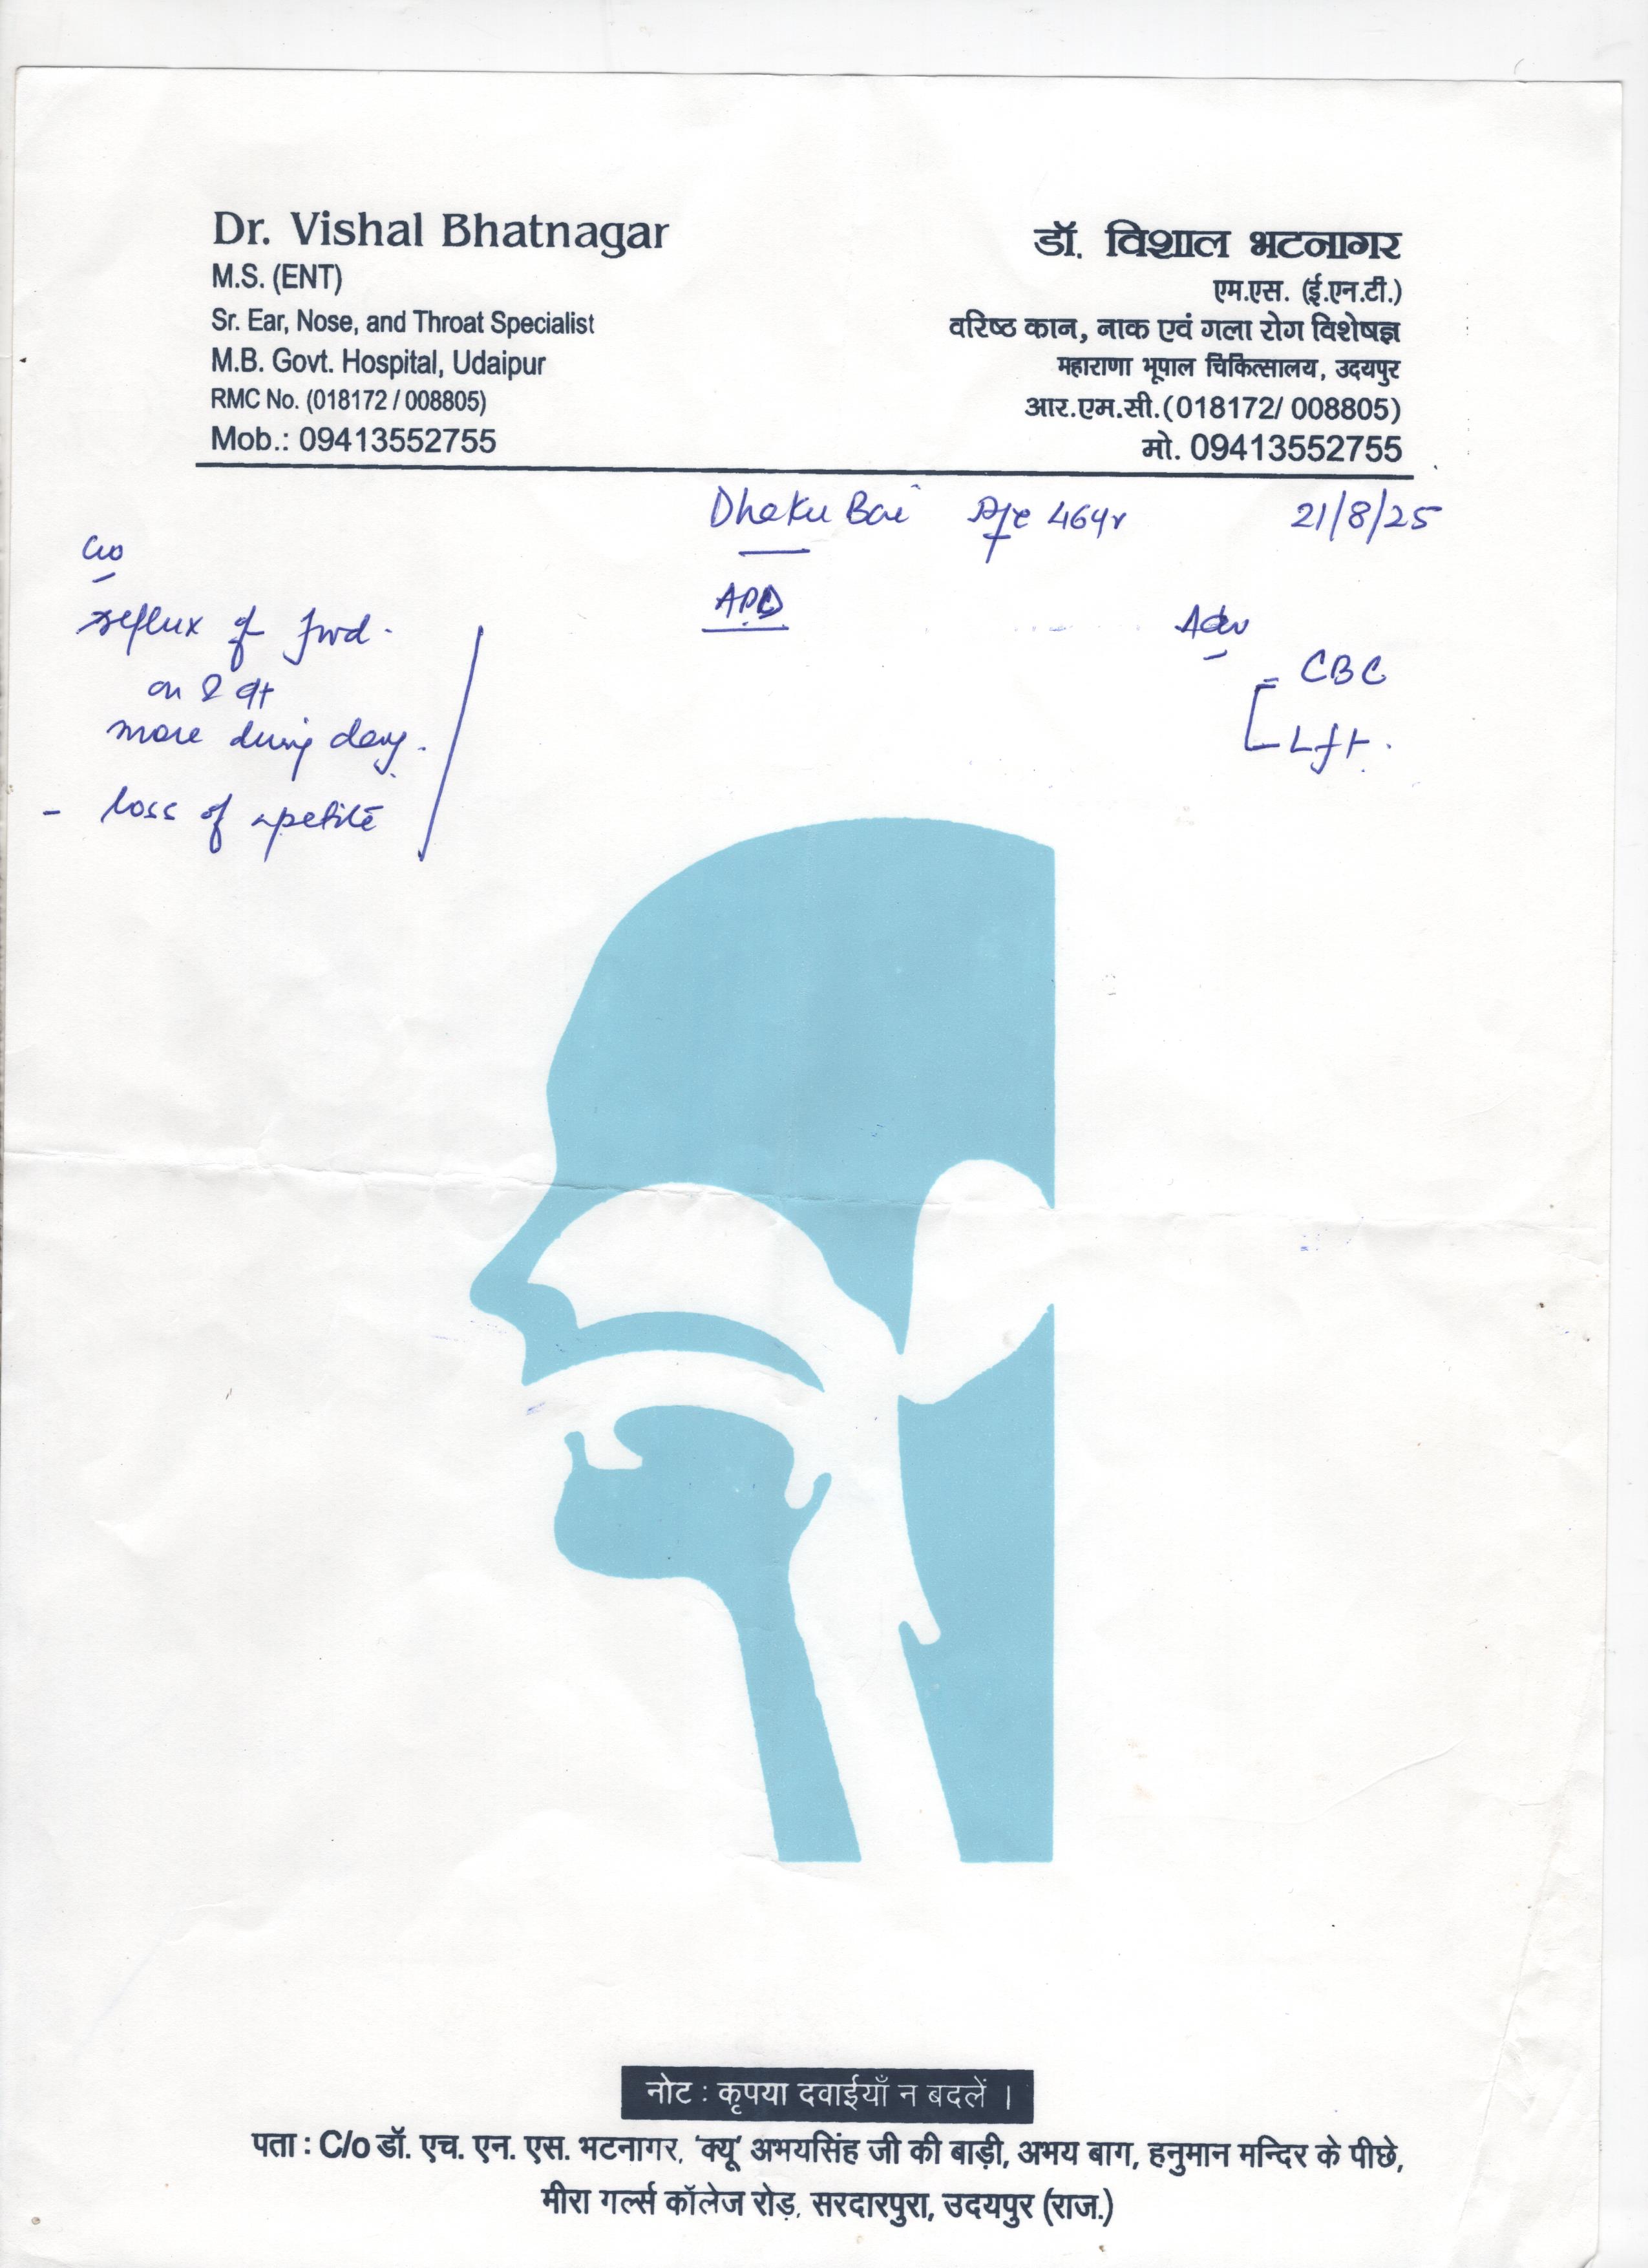 Dr. Vishal Bhatnagar
M.S. (ENT)
Sr. Ear, Nose, and Throat Specialist
M.B. Govt. Hospital, Udaipur
RMC No. (018172 / 008805)
Mob.: 09413552755
डॉ. विशाल भटनागर
एम.एस. (ई.एन.टी.)
वरिष्ठ कान, नाक एवं गला रोग विशेषज्ञ
महाराणा भूपाल चिकित्सालय, उदयपुर
आर.एम.सी.(018172/ 008805)
मो. 09413552755
Dhaku Bai 46yr 21/8/25
c/o
reflux of food.
on & off
more during day.
- loss of apetite
APD
Adv
- CBC
- Lft.
नोट : कृपया दवाईयाँ न बदलें ।
पता : C/o डॉ. एच. एन. एस. भटनागर, 'क्यू' अभयसिंह जी की बाड़ी, अभय बाग, हनुमान मन्दिर के पीछे,
मीरा गर्ल्स कॉलेज रोड़, सरदारपुरा, उदयपुर (राज.)